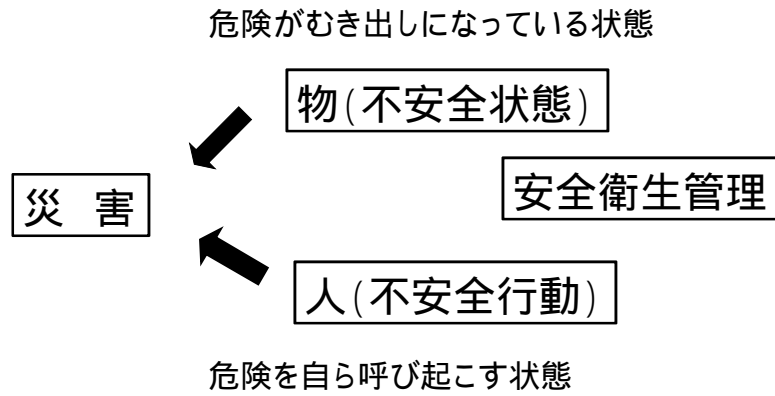 危険がむき出しになっている状態
物(不安全状態)
安全衛生管理
災 害
人(不安全行動)
危険を自ら呼び起こす状態